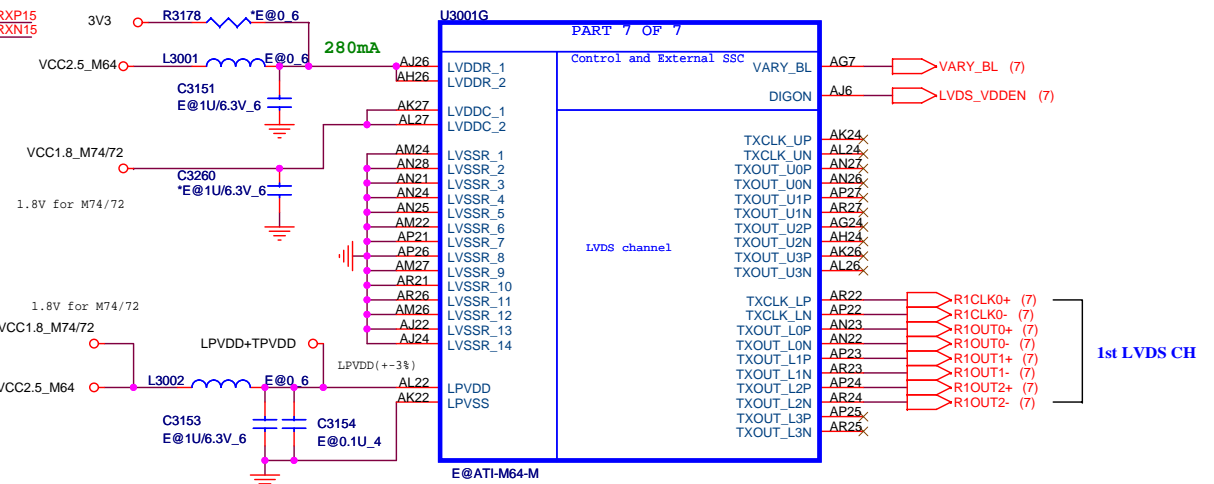 RXP15
RXN15
3V3
R3178
*E@0_6
VCC2.5_M64
L3001
E@0_6
280mA
C3151
E@1U/6.3V_6
VCC1.8_M74/72
C3260
*E@1U/6.3V_6
1.8V for M74/72
1.8V for M74/72
VCC1.8_M74/72
LPVDD+TPVDD
LPVDD(+-3%)
VCC2.5_M64
L3002
E@0_6
C3153
E@1U/6.3V_6
C3154
E@0.1U_4
U3001G
PART 7 OF 7
Control and External SSC
LVDS channel
AJ26 LVDDR_1
AH26 LVDDR_2
AK27 LVDDC_1
AL27 LVDDC_2
AM24 LVSSR_1
AN28 LVSSR_2
AN21 LVSSR_3
AN24 LVSSR_4
AN25 LVSSR_5
AM22 LVSSR_6
AP21 LVSSR_7
AP26 LVSSR_8
AM27 LVSSR_9
AR21 LVSSR_10
AR26 LVSSR_11
AM26 LVSSR_12
AJ22 LVSSR_13
AJ24 LVSSR_14
AL22 LPVDD
AK22 LPVSS
VARY_BL AG7 VARY_BL (7)
DIGON AJ6 LVDS_VDDEN (7)
TXCLK_UP AK24
TXCLK_UN AL24
TXOUT_U0P AN27
TXOUT_U0N AN26
TXOUT_U1P AP27
TXOUT_U1N AR27
TXOUT_U2P AG24
TXOUT_U2N AH24
TXOUT_U3P AK26
TXOUT_U3N AL26
TXCLK_LP AR22 R1CLK0+ (7)
TXCLK_LN AP22 R1CLK0- (7)
TXOUT_L0P AN23 R1OUT0+ (7)
TXOUT_L0N AN22 R1OUT0- (7)
TXOUT_L1P AP23 R1OUT1+ (7)
TXOUT_L1N AR23 R1OUT1- (7)
TXOUT_L2P AP24 R1OUT2+ (7)
TXOUT_L2N AR24 R1OUT2- (7)
TXOUT_L3P AP25
TXOUT_L3N AR25
1st LVDS CH
E@ATI-M64-M